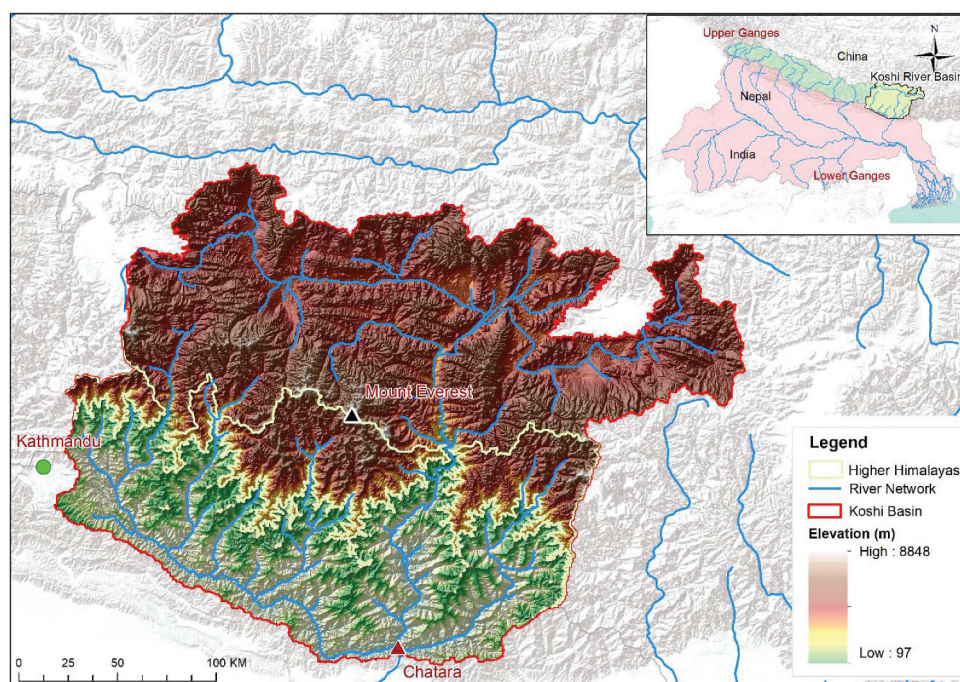 Upper Ganges
N
China
Koshi River Basin
Nepal
India
Lower Ganges
Mount Everest
Kathmandu
Chatara
0 25 50 100 KM
Legend
Higher Himalayas
River Network
Koshi Basin
Elevation (m)
High : 8848
Low : 97